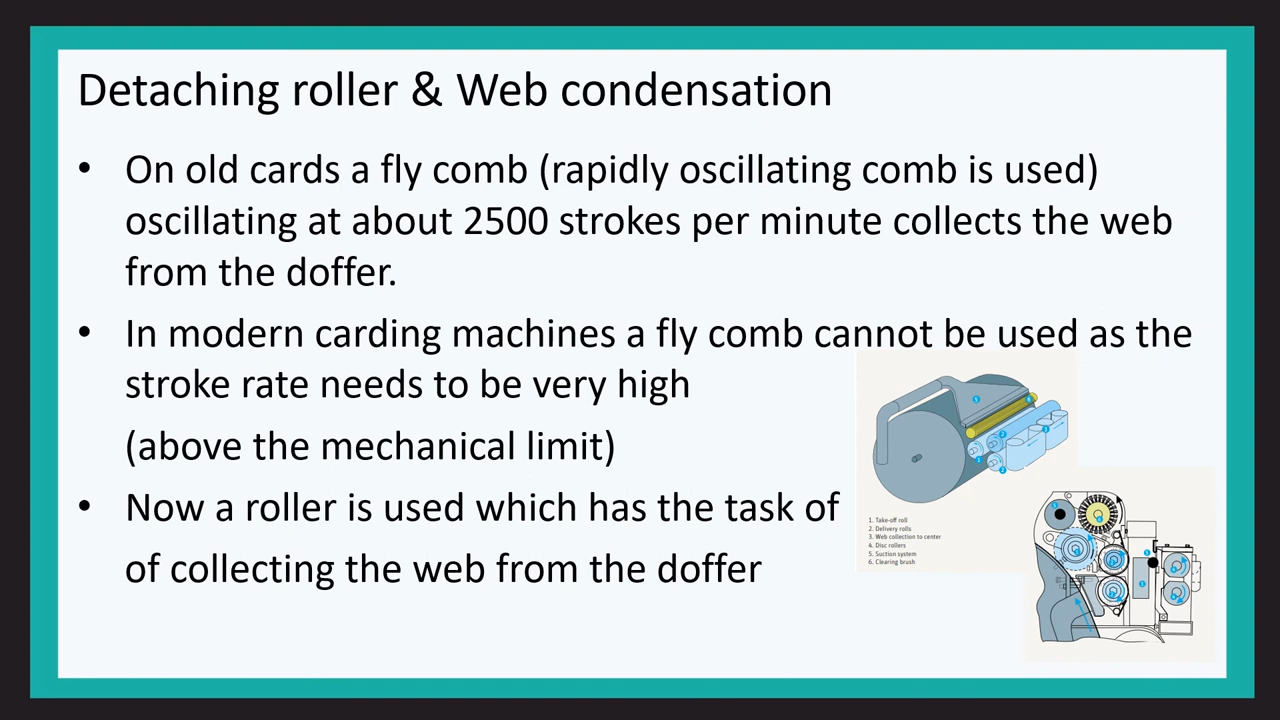 Detaching roller & Web condensation
• On old cards a fly comb (rapidly oscillating comb is used)
oscillating at about 2500 strokes per minute collects the web
from the doffer.
• In modern carding machines a fly comb cannot be used as the
stroke rate needs to be very high
(above the mechanical limit)
• Now a roller is used which has the task of
of collecting the web from the doffer
1. Take-off roll
2. Delivery rolls
3. Web collection to center
4. Disc rollers
5. Suction system
6. Clearing brush